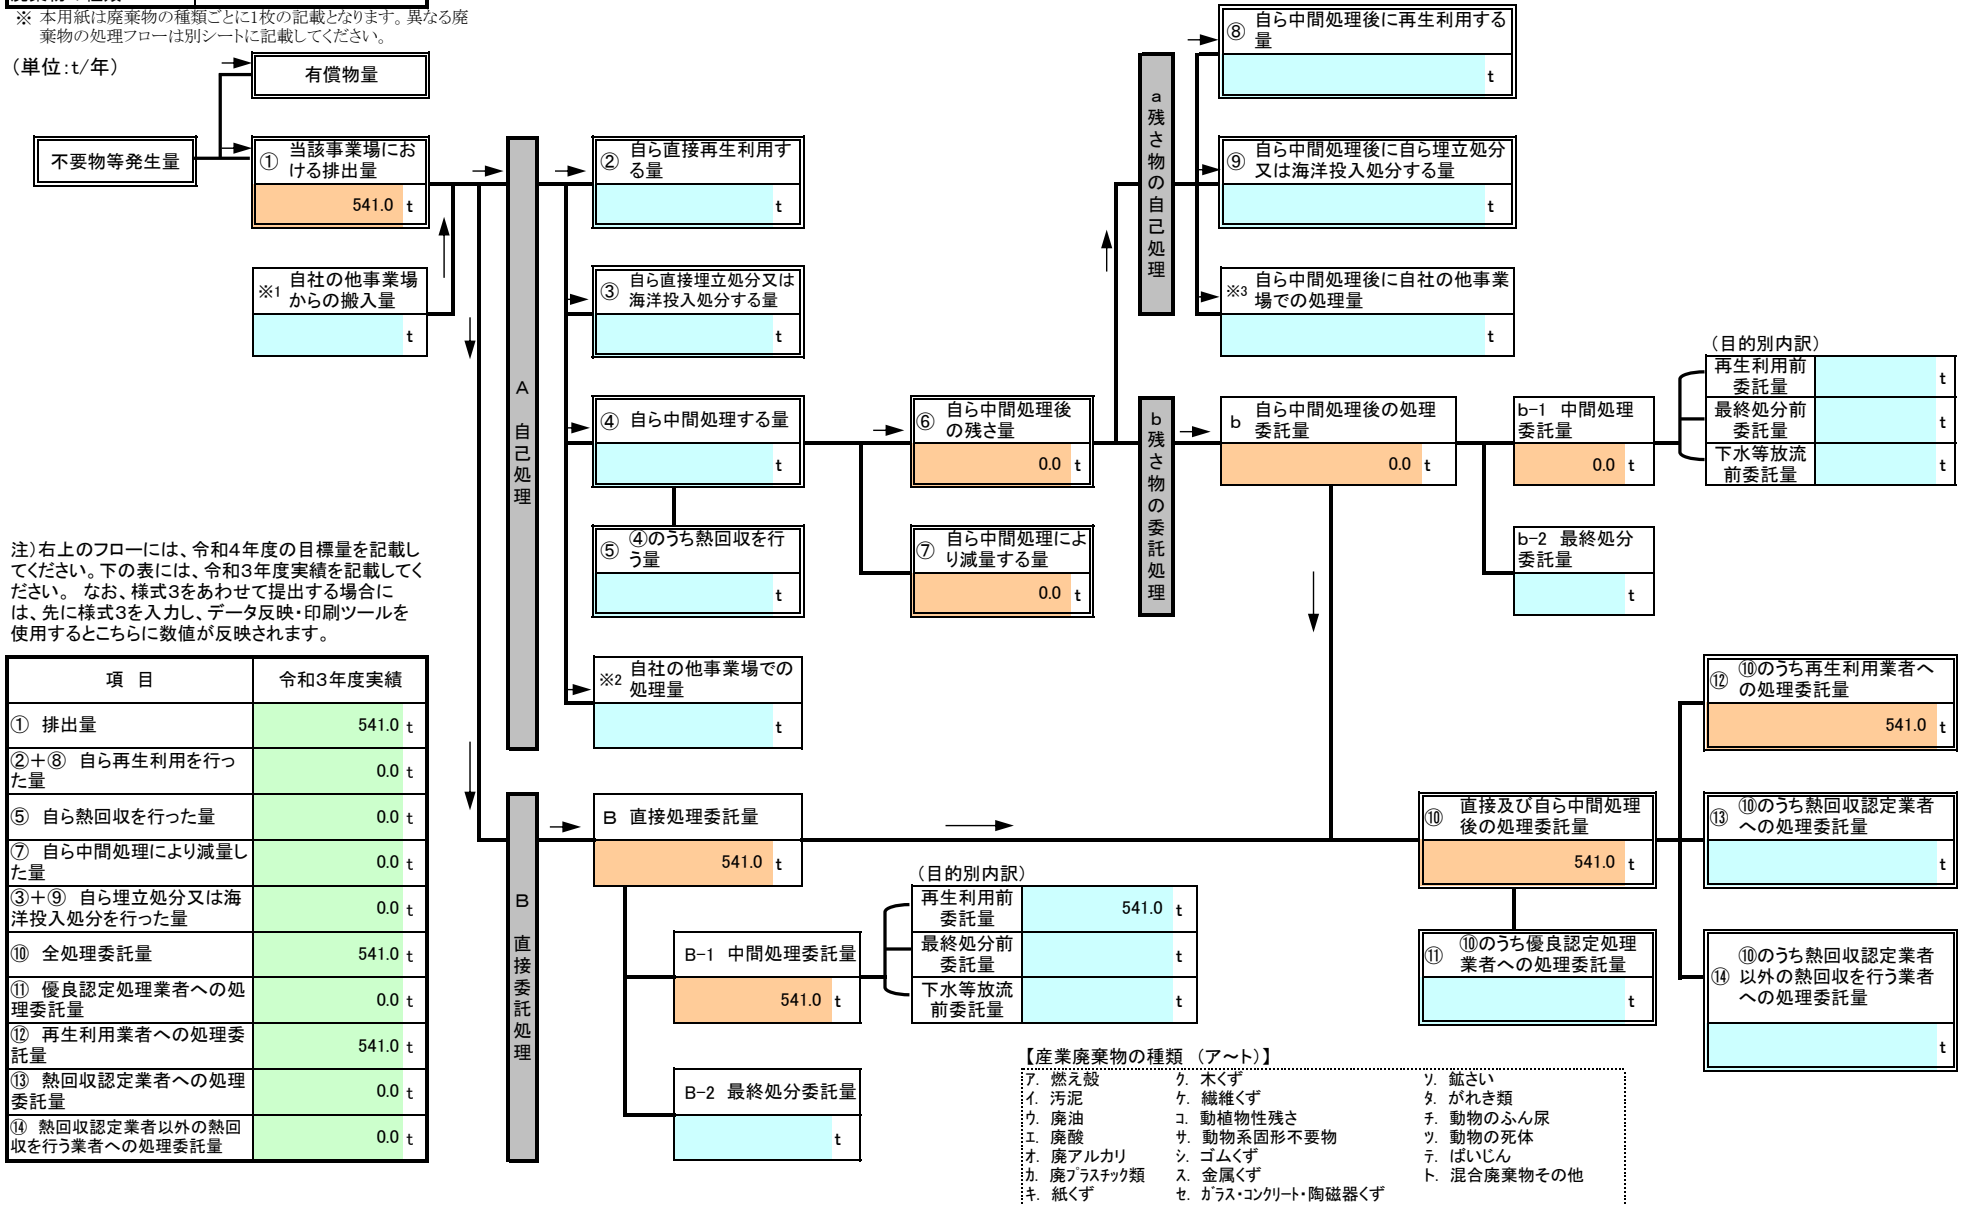 ※ 本用紙は廃棄物の種類ごとに1枚の記載となります。異なる廃
棄物の処理フローは別シートに記載してください。
(単位:t/年)
有償物量
不要物等発生量
① 当該事業場にお
ける排出量
541.0 t
※1 自社の他事業場
からの搬入量
t
A 自己処理
② 自ら直接再生利用す
る量
t
③ 自ら直接埋立処分又は
海洋投入処分する量
t
④ 自ら中間処理する量
t
⑤ ④のうち熱回収を行
う量
t
※2 自社の他事業場での
処理量
t
⑥ 自ら中間処理後
の残さ量
0.0 t
⑦ 自ら中間処理によ
り減量する量
0.0 t
a 残さ物の自己処理
⑧ 自ら中間処理後に再生利用する
量
t
⑨ 自ら中間処理後に自ら埋立処分
又は海洋投入処分する量
t
※3 自ら中間処理後に自社の他事業
場での処理量
t
b 残さ物の委託処理
b 自ら中間処理後の処理
委託量
0.0 t
b-1 中間処理
委託量
0.0 t
b-2 最終処分
委託量
t
(目的別内訳)
再生利用前
委託量
t
最終処分前
委託量
t
下水等放流
前委託量
t
注)右上のフローには、令和4年度の目標量を記載し
てください。下の表には、令和3年度実績を記載してく
ださい。 なお、様式3をあわせて提出する場合に
は、先に様式3を入力し、データ反映・印刷ツールを
使用するとこちらに数値が反映されます。
項 目 令和3年度実績
① 排出量 541.0 t
②+⑧ 自ら再生利用を行っ
た量 0.0 t
⑤ 自ら熱回収を行った量 0.0 t
⑦ 自ら中間処理により減量し
た量 0.0 t
③+⑨ 自ら埋立処分又は海
洋投入処分を行った量 0.0 t
⑩ 全処理委託量 541.0 t
⑪ 優良認定処理業者への処
理委託量 0.0 t
⑫ 再生利用業者への処理委
託量 541.0 t
⑬ 熱回収認定業者への処理
委託量 0.0 t
⑭ 熱回収認定業者以外の熱回
収を行う業者への処理委託量 0.0 t
B 直接委託処理
B 直接処理委託量
541.0 t
B-1 中間処理委託量
541.0 t
B-2 最終処分委託量
t
(目的別内訳)
再生利用前
委託量
541.0 t
最終処分前
委託量
t
下水等放流
前委託量
t
⑩ 直接及び自ら中間処理
後の処理委託量
541.0 t
⑪ ⑩のうち優良認定処理
業者への処理委託量
t
⑫ ⑩のうち再生利用業者へ
の処理委託量
541.0 t
⑬ ⑩のうち熱回収認定業者
への処理委託量
t
⑭ ⑩のうち熱回収認定業者
以外の熱回収を行う業者
への処理委託量
t
【産業廃棄物の種類 (ア~ト)】
ア. 燃え殻 ク. 木くず ソ. 鉱さい
イ. 汚泥 ケ. 繊維くず タ. がれき類
ウ. 廃油 コ. 動植物性残さ チ. 動物のふん尿
エ. 廃酸 サ. 動物系固形不要物 ツ. 動物の死体
オ. 廃アルカリ シ. ゴムくず テ. ばいじん
カ. 廃プラスチック類 ス. 金属くず ト. 混合廃棄物その他
キ. 紙くず セ. ガラス・コンクリート・陶磁器くず